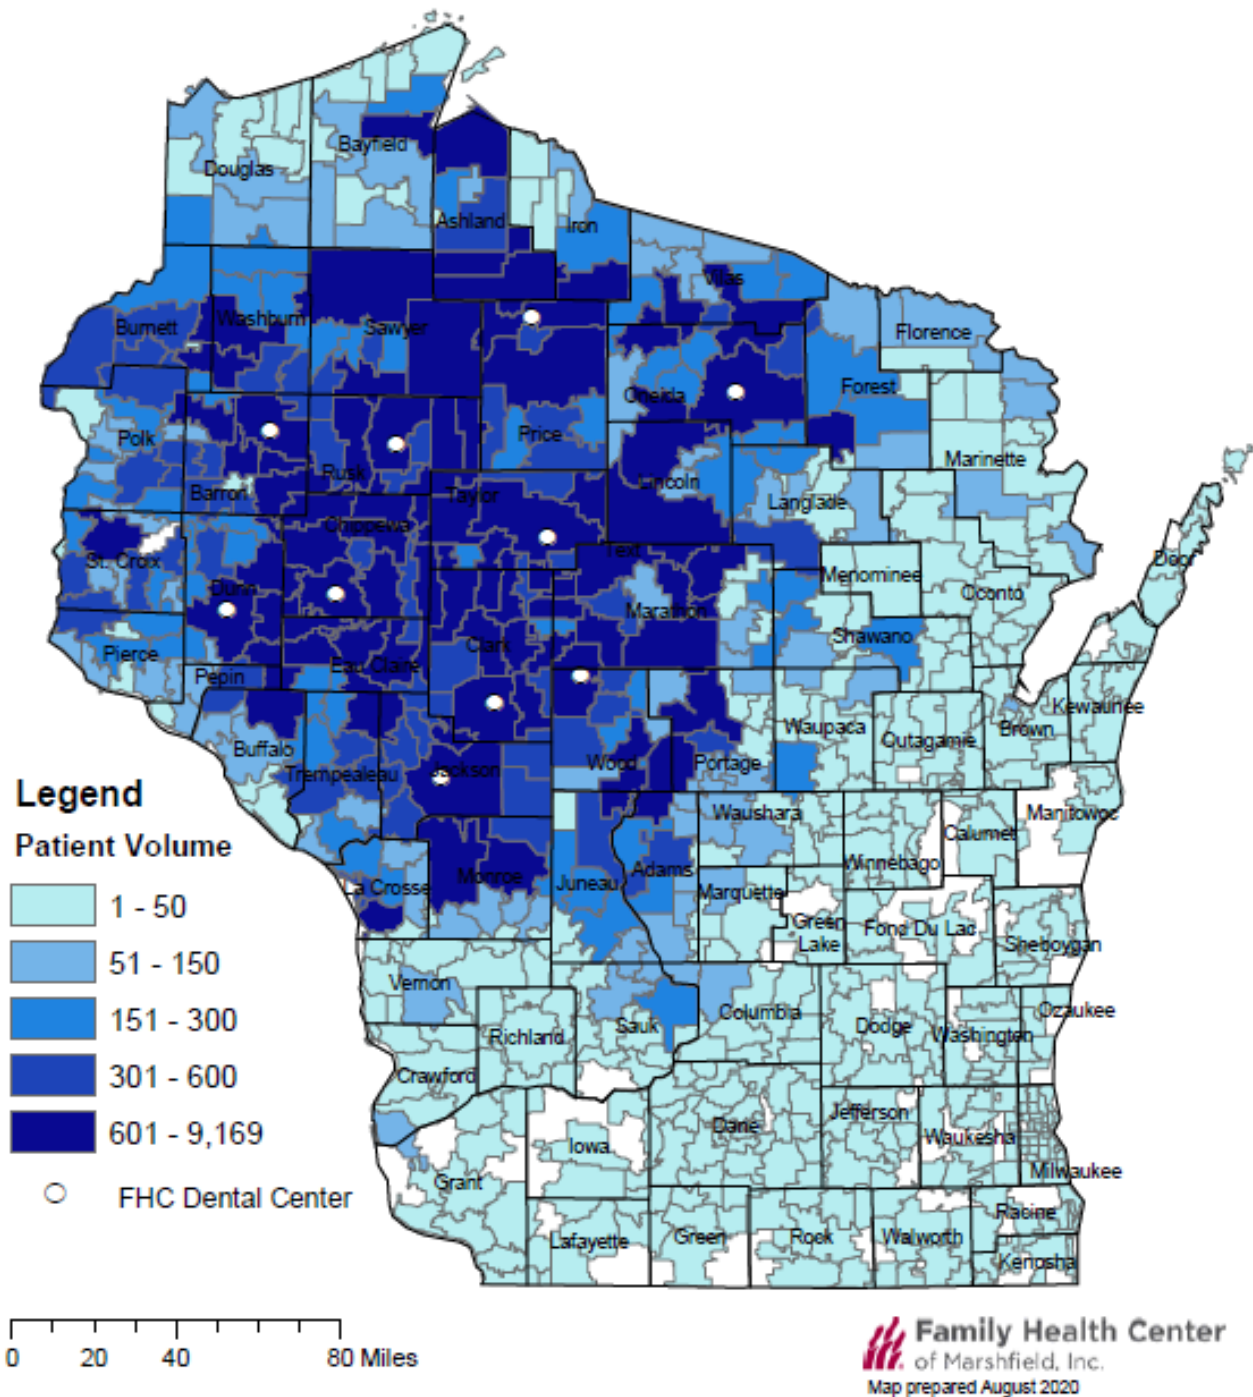 Bayfield
Douglas
Ashland
Iron
Vilas
Burnett
Washburn
Sawyer
Florence
Oneida
Forest
Polk
Price
Marinette
Rusk
Barron
Taylor
Lincoln
Langlade
Chippewa
Text
St. Croix
Menominee
Door
Dunn
Marathon
Oconto
Clark
Shawano
Pierce
Eau Claire
Pepin
Kewaunee
Waupaca
Outagamie
Brown
Buffalo
Trempealeau
Jackson
Wood
Portage
Legend
Patient Volume
Waushara
Manitowoc
Calumet
Winnebago
Adams
Monroe
Juneau
La Crosse
Marquette
Green
Lake
Fond Du Lac
Sheboygan
1 - 50
51 - 150
151 - 300
301 - 600
601 - 9,169
FHC Dental Center
Vernon
Richland
Sauk
Columbia
Dodge
Ozaukee
Washington
Crawford
Dane
Jefferson
Iowa
Waukesha
Milwaukee
Grant
Racine
Lafayette
Green
Rock
Walworth
Kenosha
0 20 40 80 Miles
Family Health Center
of Marshfield, Inc.
Map prepared August 2020